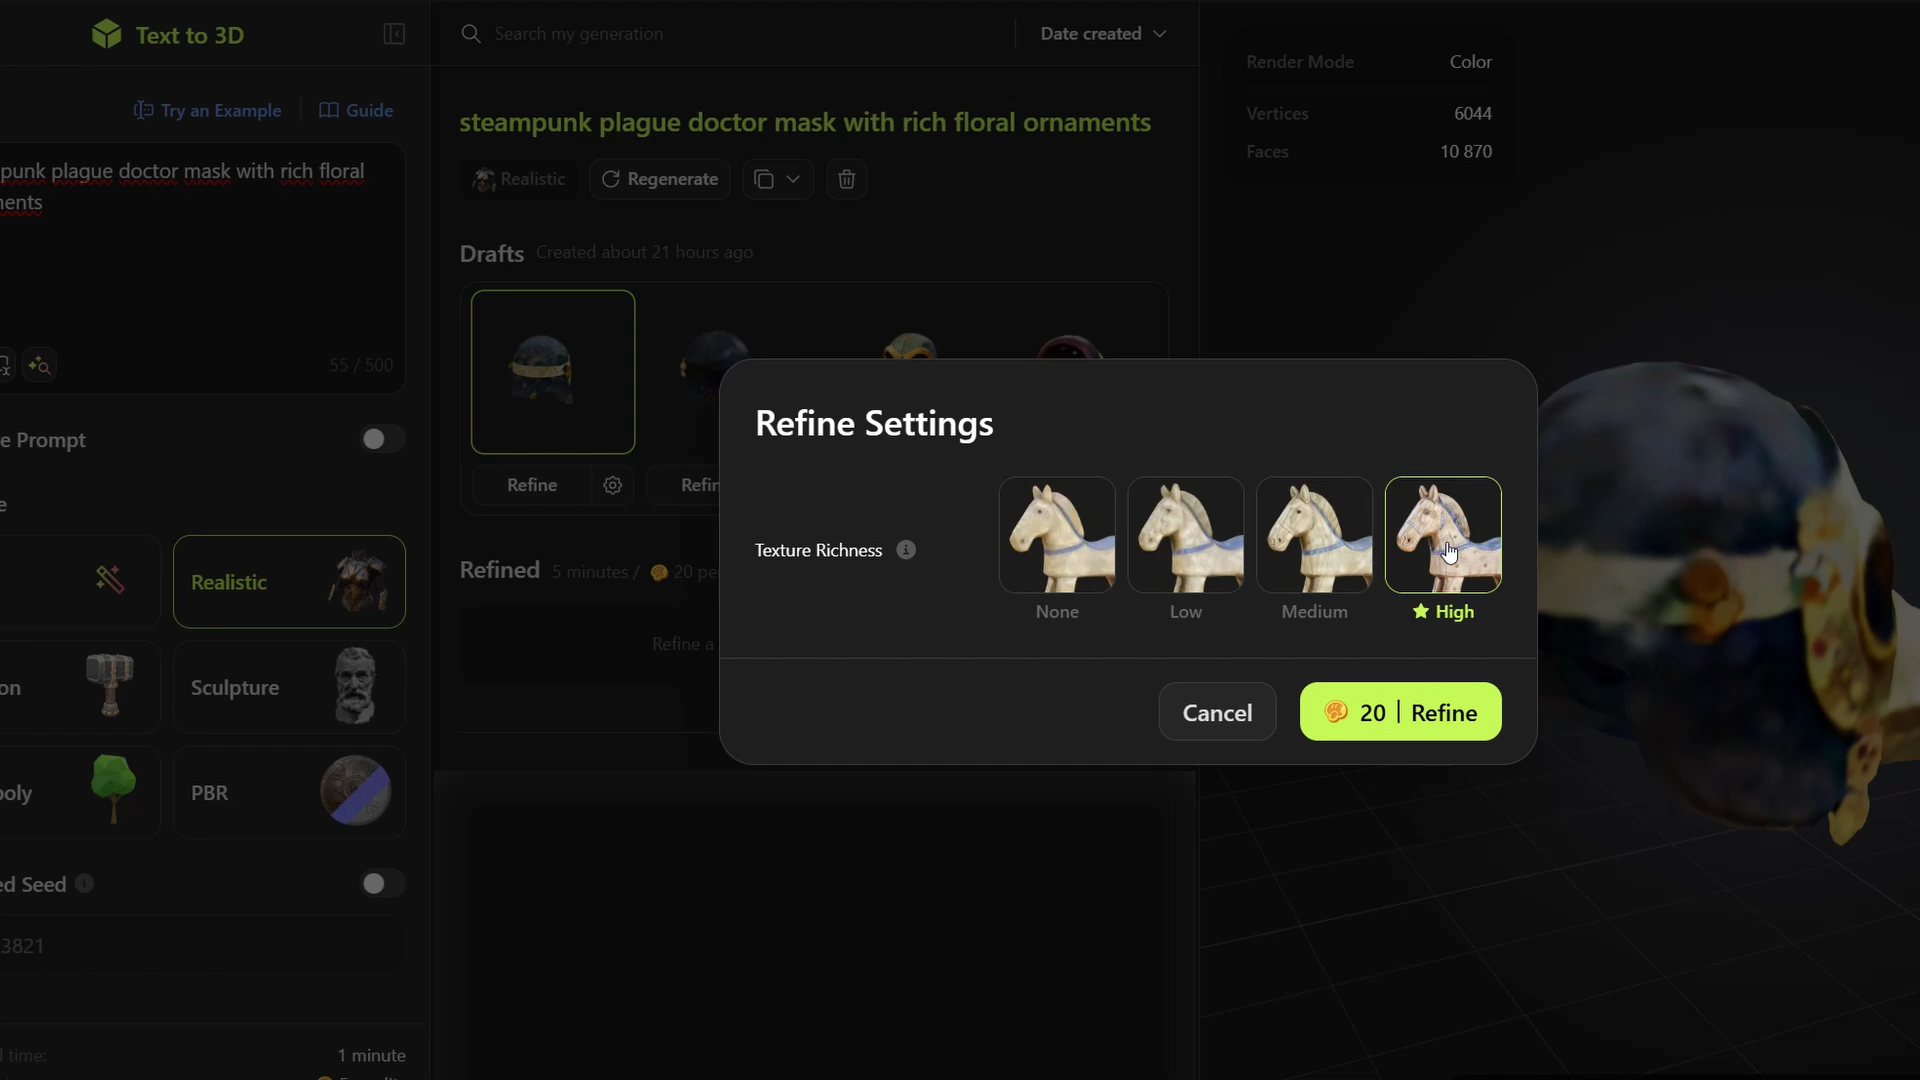 Text to 3D
Search my generation
Date created
Try an Example
Guide
punk plague doctor mask with rich floral
nents
55 / 500
e Prompt
e
Realistic
on
Sculpture
poly
PBR
ed Seed
3821
l time:
1 minute
steampunk plague doctor mask with rich floral ornaments
Realistic
Regenerate
Drafts Created about 21 hours ago
Refine
Refin
Refined 5 minutes / 20 pe
Refine a
Render Mode Color
Vertices 6044
Faces 10 870
Refine Settings
Texture Richness
None
Low
Medium
High
Cancel
20 | Refine